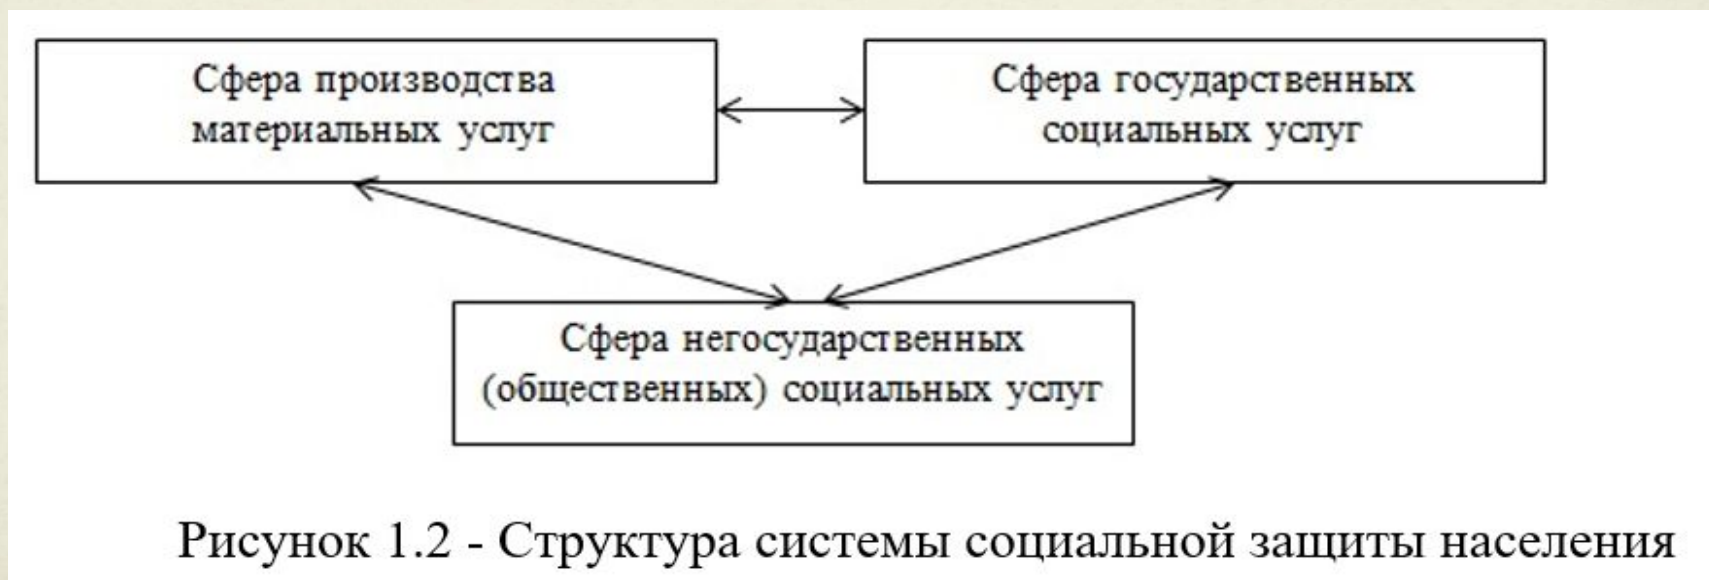 Сфера производства
материальных услуг
Сфера государственных
социальных услуг
Сфера негосударственных
(общественных) социальных услуг
Рисунок 1.2 - Структура системы социальной защиты населения